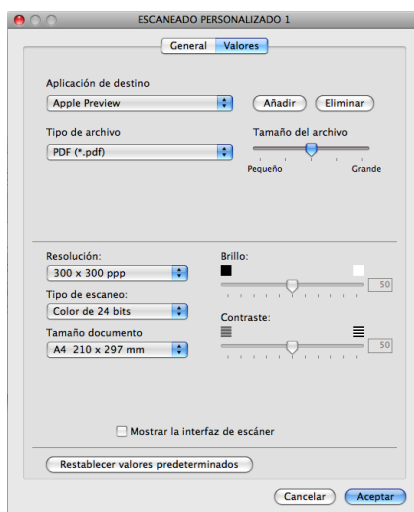 ESCANEADO PERSONALIZADO 1
General Valores
Aplicación de destino
Apple Preview Añadir Eliminar
Tipo de archivo Tamaño del archivo
PDF (*.pdf)
Pequeño Grande
Resolución: Brillo:
300 x 300 ppp
50
Tipo de escaneo:
Color de 24 bits
Contraste:
Tamaño documento
A4 210 x 297 mm 50
Mostrar la interfaz de escáner
Restablecer valores predeterminados
Cancelar Aceptar